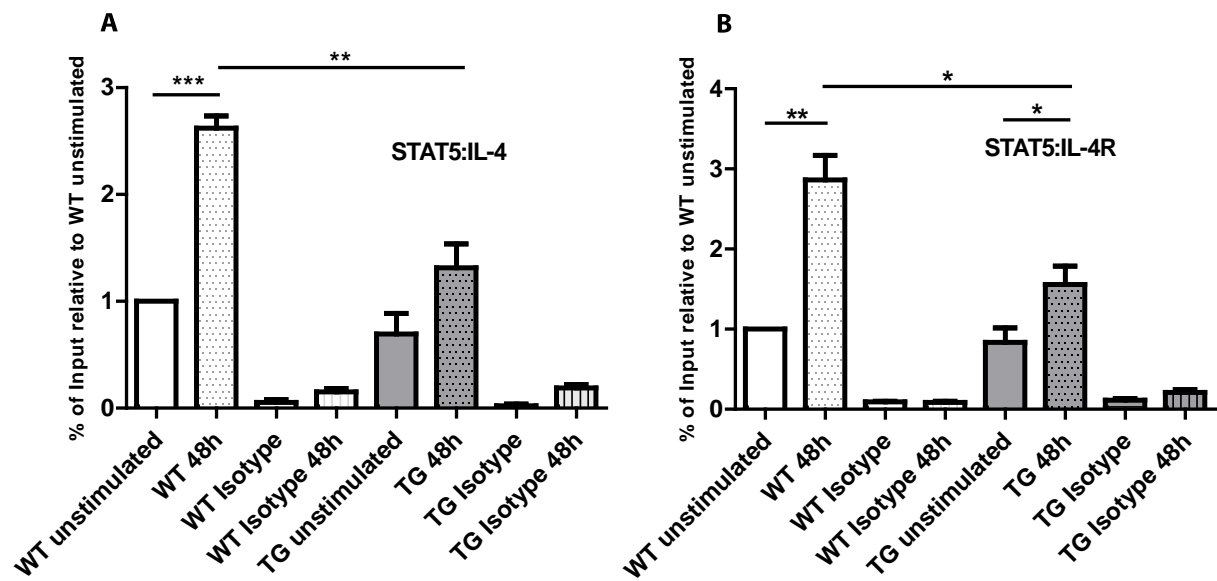 A
% of Input relative to WT unstimulated
3
2
1
0
***
**
STAT5:IL-4
WT unstimulated
WT 48h
WT Isotype
WT Isotype 48h
TG unstimulated
TG 48h
TG Isotype
TG Isotype 48h
B
% of Input relative to WT unstimulated
4
3
2
1
0
**
*
*
STAT5:IL-4R
WT unstimulated
WT 48h
WT Isotype
WT Isotype 48h
TG unstimulated
TG 48h
TG Isotype
TG Isotype 48h